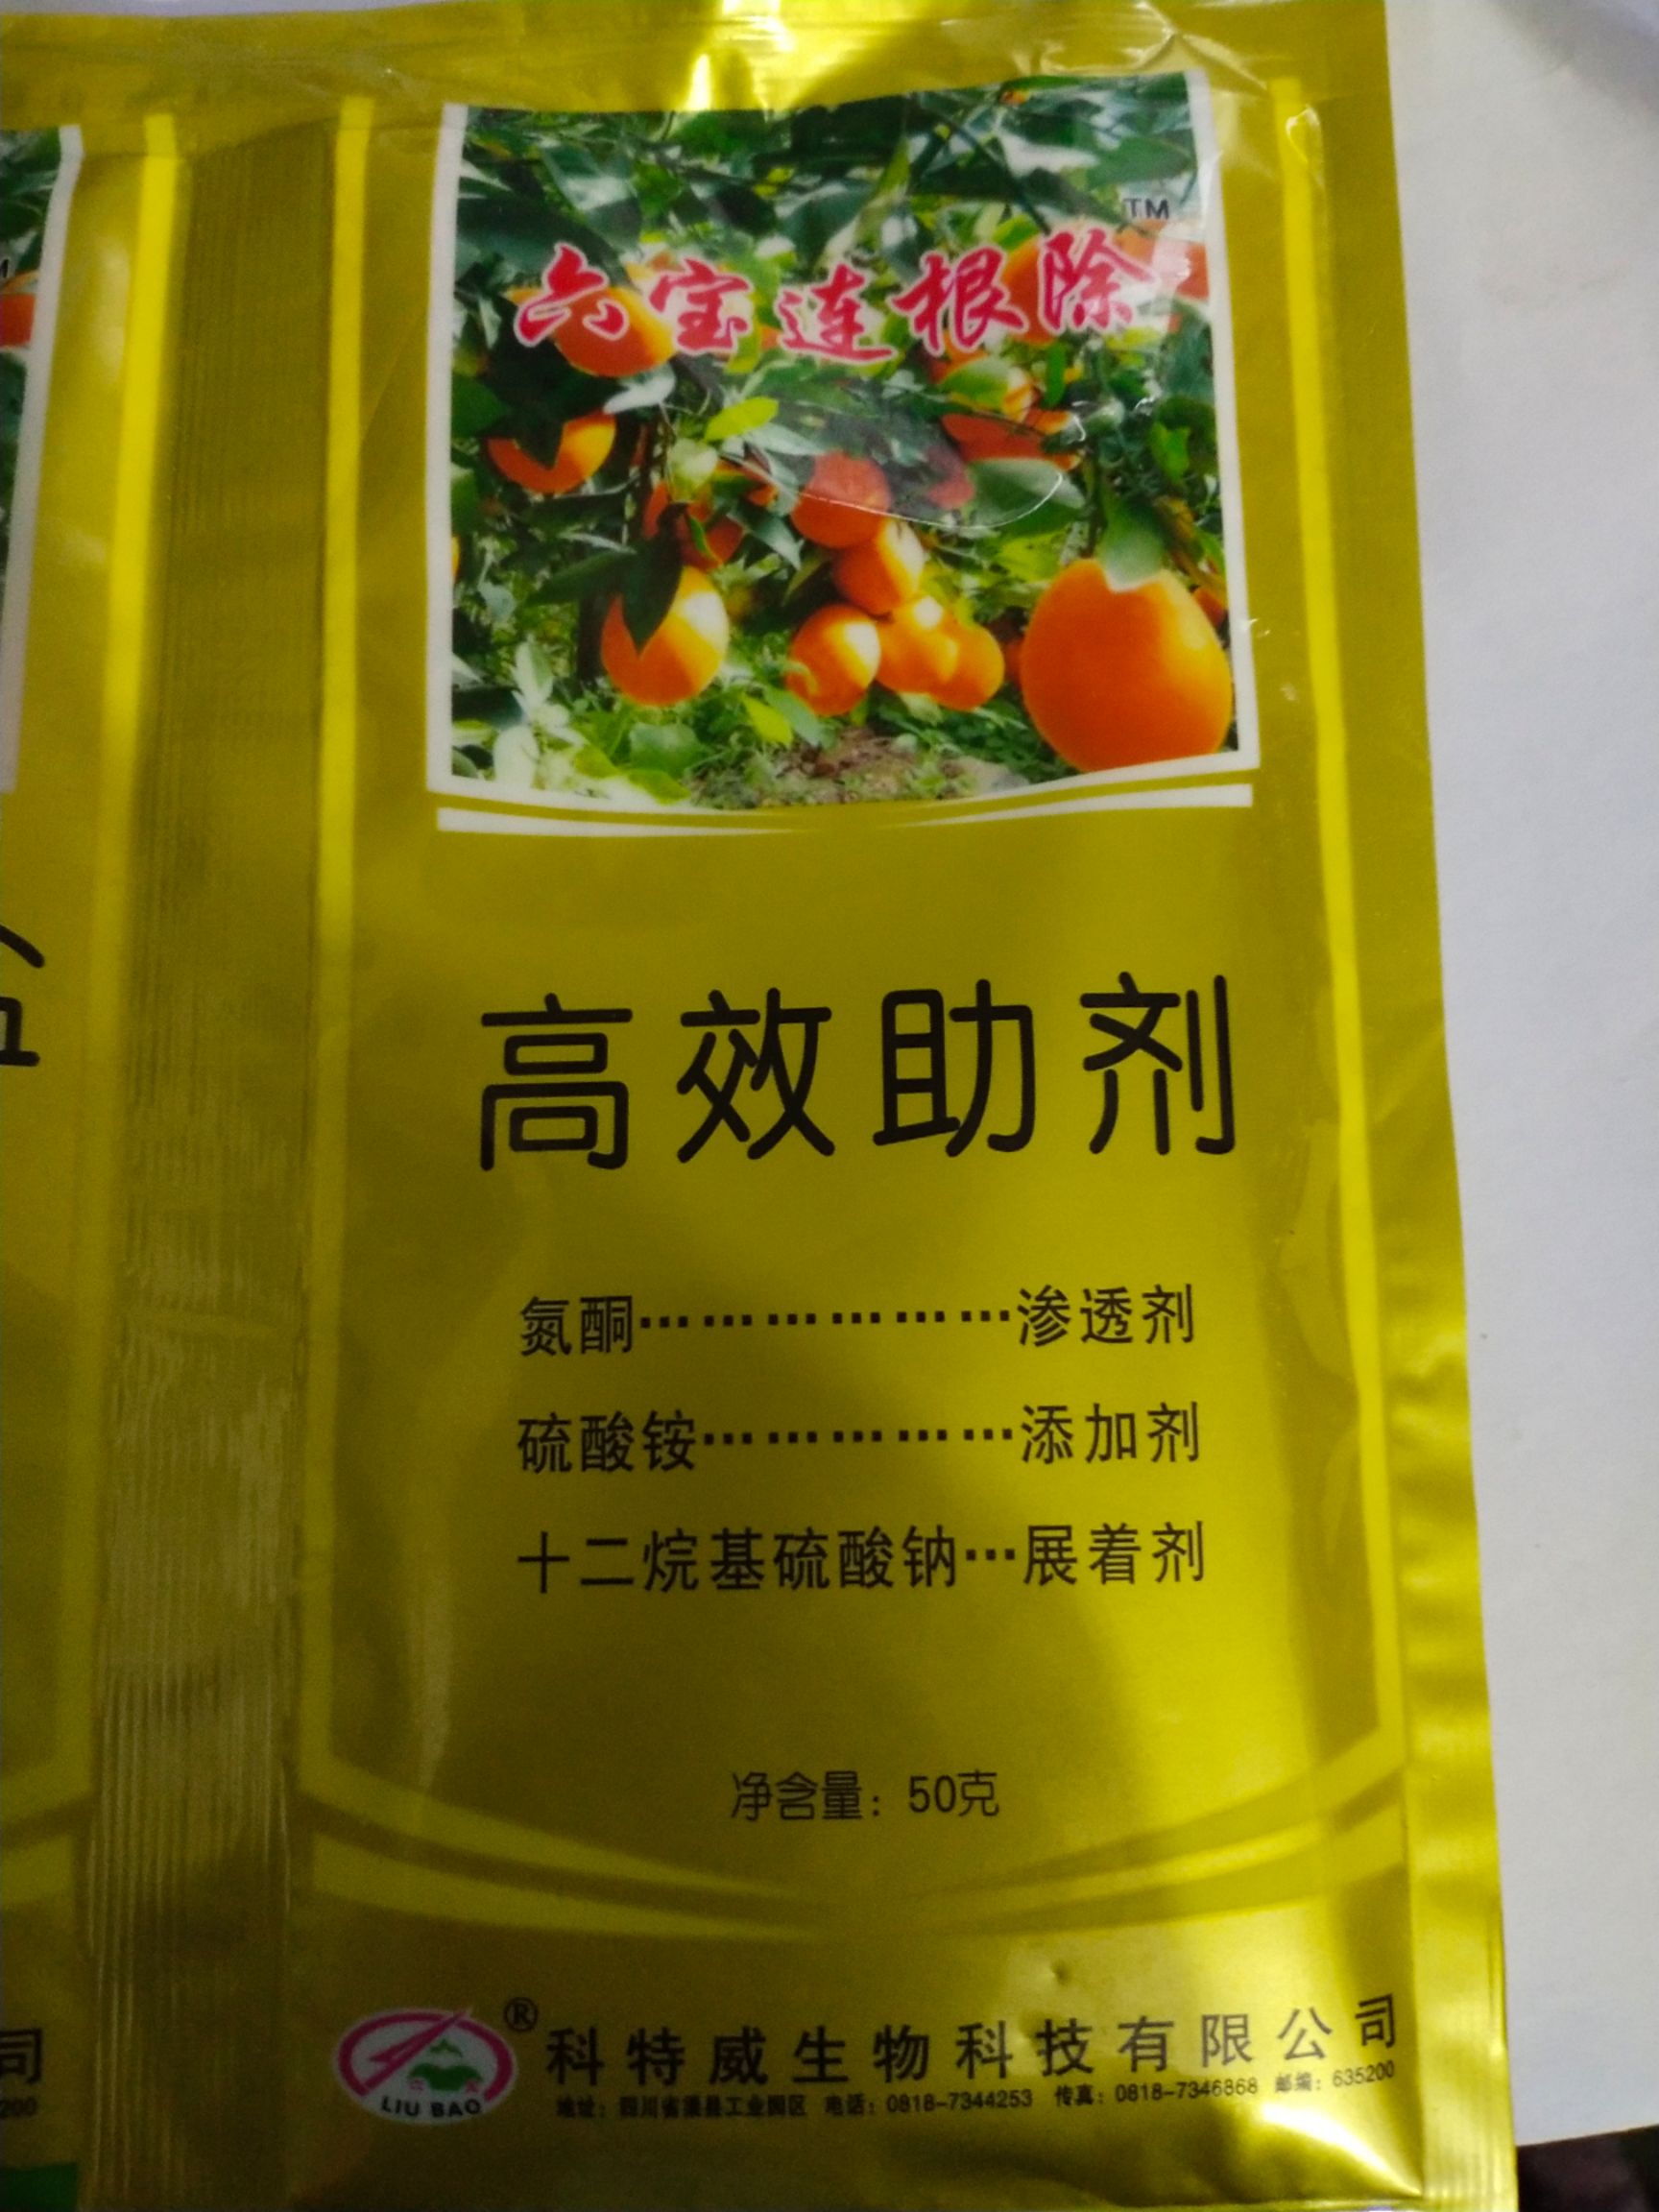 TM
六宝连根除
高效助剂
氮酮……………………渗透剂
硫酸铵…………………添加剂
十二烷基硫酸钠…展着剂
净含量：50克
® 科特威生物科技有限公司
LIU BAO
地址：四川省渠县工业园区 电话：0818-7344253 传真：0818-7346868 邮编：635200
司
200